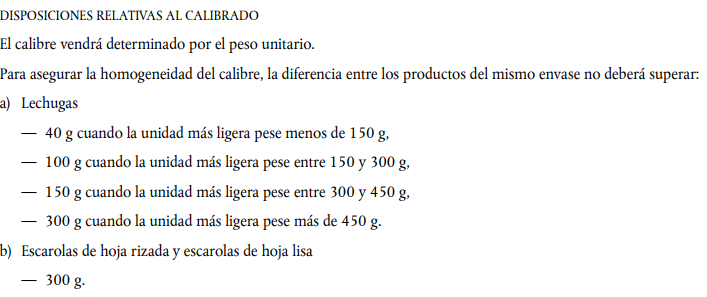 DISPOSICIONES RELATIVAS AL CALIBRADO
El calibre vendrá determinado por el peso unitario.
Para asegurar la homogeneidad del calibre, la diferencia entre los productos del mismo envase no deberá superar:
a) Lechugas
— 40 g cuando la unidad más ligera pese menos de 150 g,
— 100 g cuando la unidad más ligera pese entre 150 y 300 g,
— 150 g cuando la unidad más ligera pese entre 300 y 450 g,
— 300 g cuando la unidad más ligera pese más de 450 g.
b) Escarolas de hoja rizada y escarolas de hoja lisa
— 300 g.